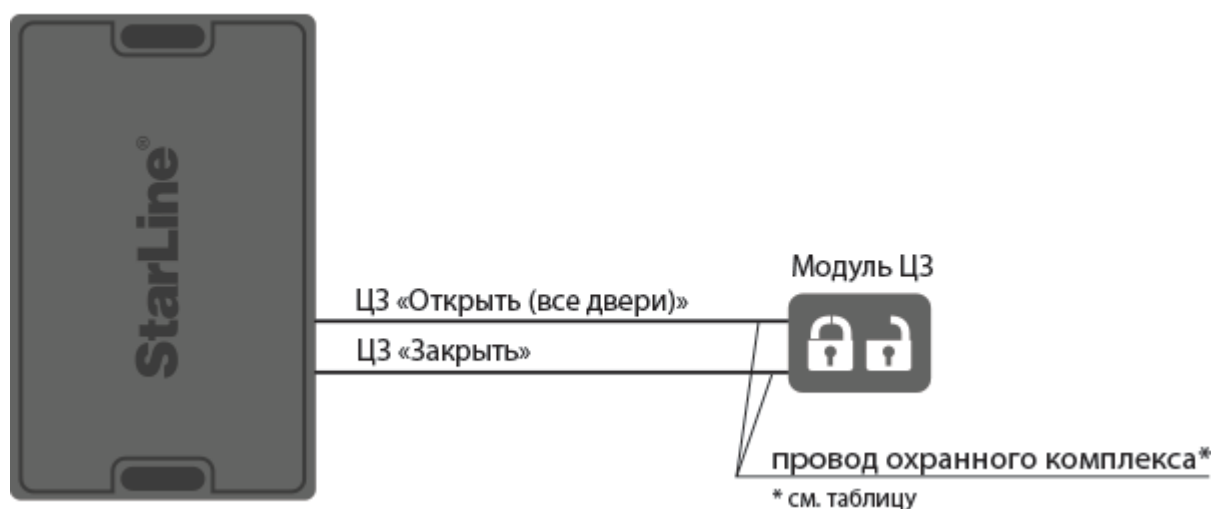 StarLine®
Модуль ЦЗ
ЦЗ «Открыть (все двери)»
ЦЗ «Закрыть»
провод охранного комплекса*
* см. таблицу